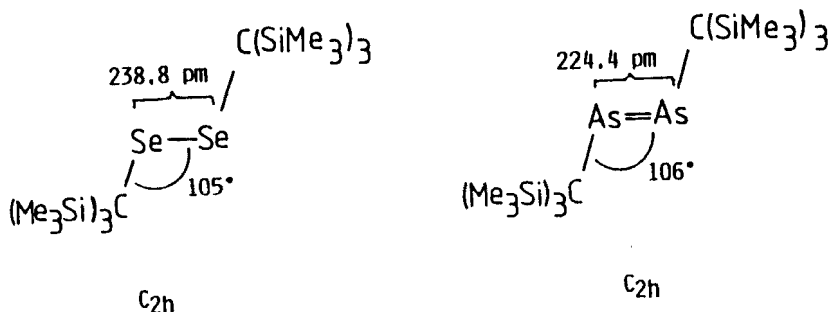 C(SiMe3)3
238.8 pm
Se—Se
105°
(Me3Si)3C
C2h
C(SiMe3)3
224.4 pm
As=As
106°
(Me3Si)3C
C2h